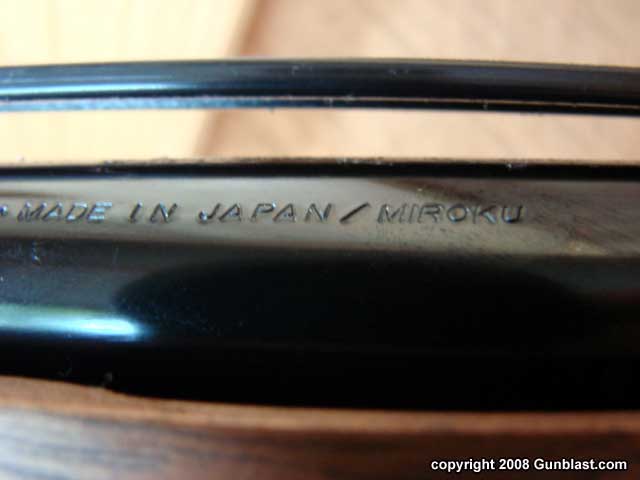 MADE IN JAPAN/MIROKU
copyright 2008 Gunblast.com